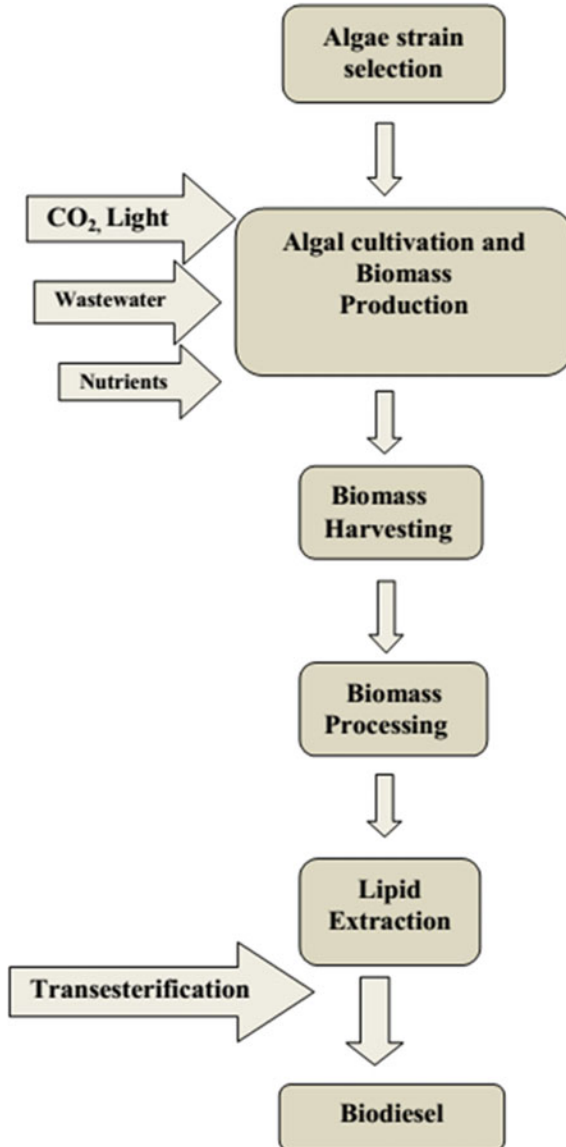 Algae strain
selection
CO₂, Light
Algal cultivation and
Biomass
Production
Wastewater
Nutrients
Biomass
Harvesting
Biomass
Processing
Lipid
Extraction
Transesterification
Biodiesel